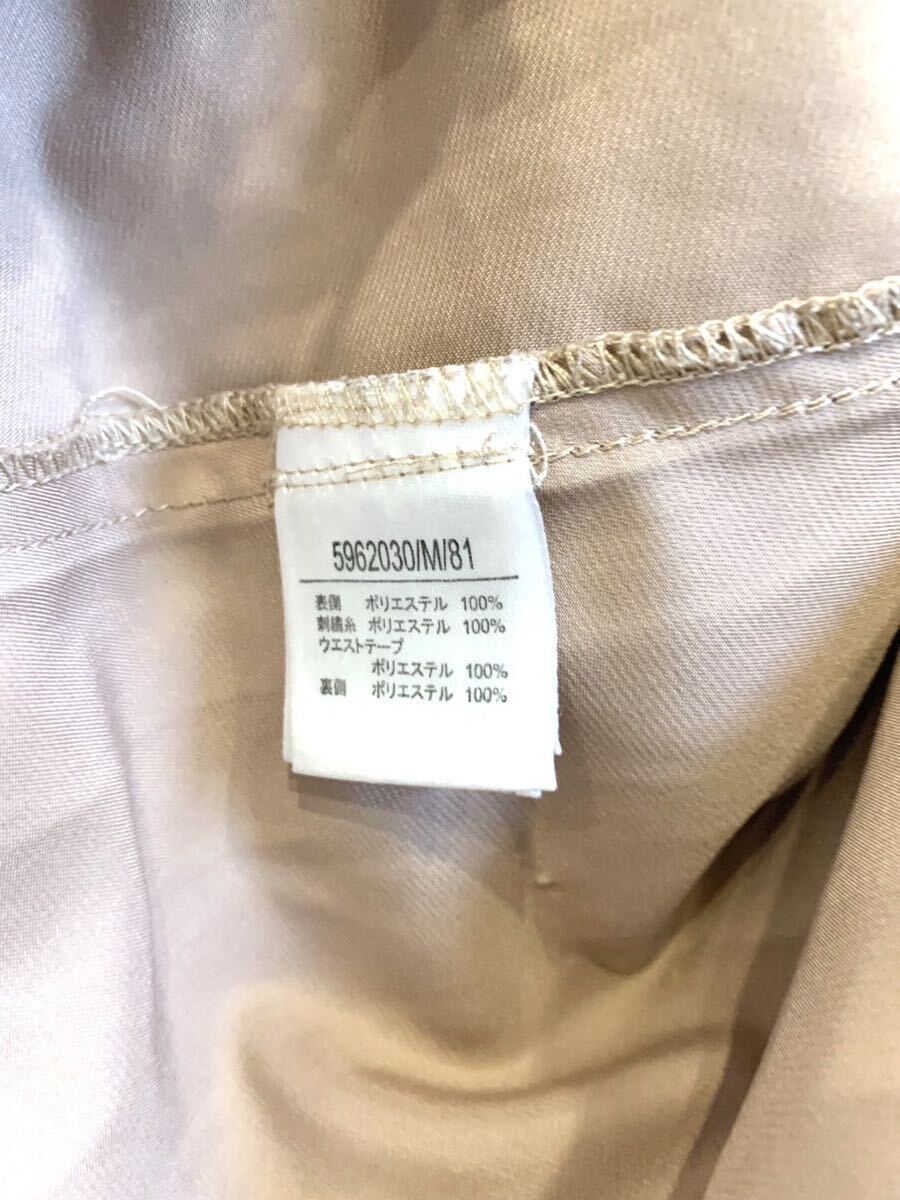 5962030/M/81
表側 ポリエステル 100%
刺繍糸 ポリエステル 100%
ウエストテープ
ポリエステル 100%
裏側 ポリエステル 100%